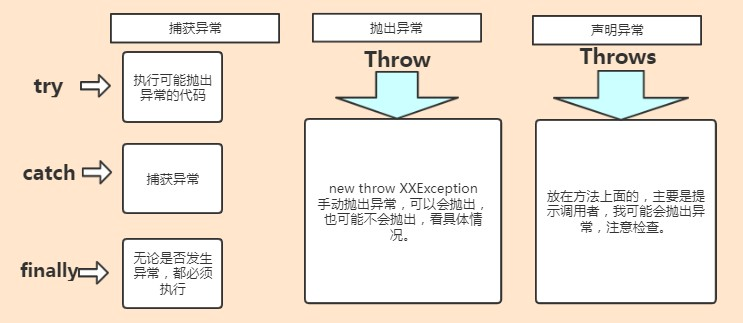 捕获异常
try
执行可能抛出
异常的代码
catch
捕获异常
finally
无论是否发生
异常，都必须
执行
抛出异常
Throw
new throw XXException
手动抛出异常，可以会抛出，
也可能不会抛出，看具体情
况。
声明异常
Throws
放在方法上面的，主要是提
示调用者，我可能会抛出异
常，注意检查。